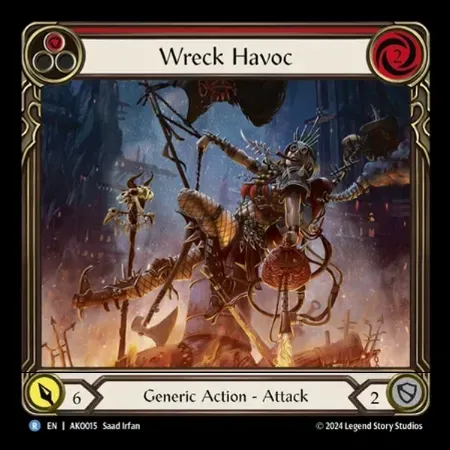 Wreck Havoc
2
6
Generic Action - Attack
2
R EN | AKO015 Saad Irfan
© 2024 Legend Story Studios